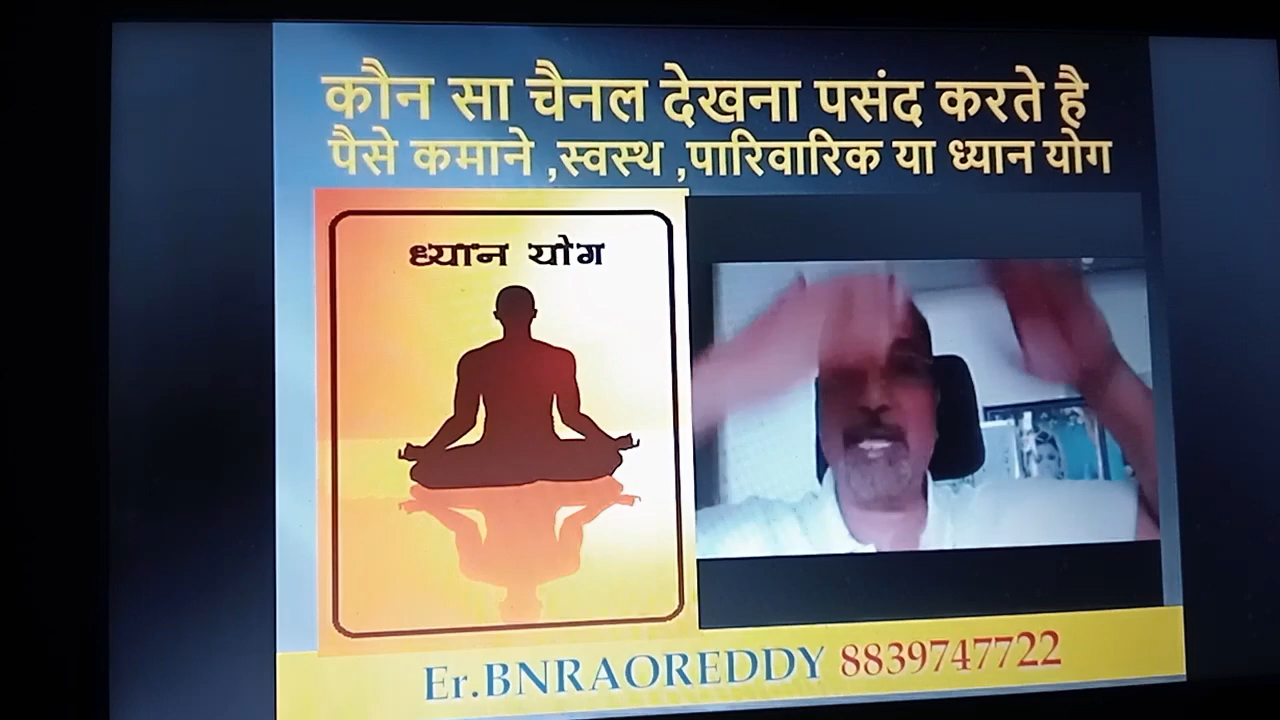 कौन सा चैनल देखना पसंद करते है
पैसे कमाने ,स्वस्थ ,पारिवारिक या ध्यान योग
ध्यान योग
Er.BNRAOREDDY 8839747722